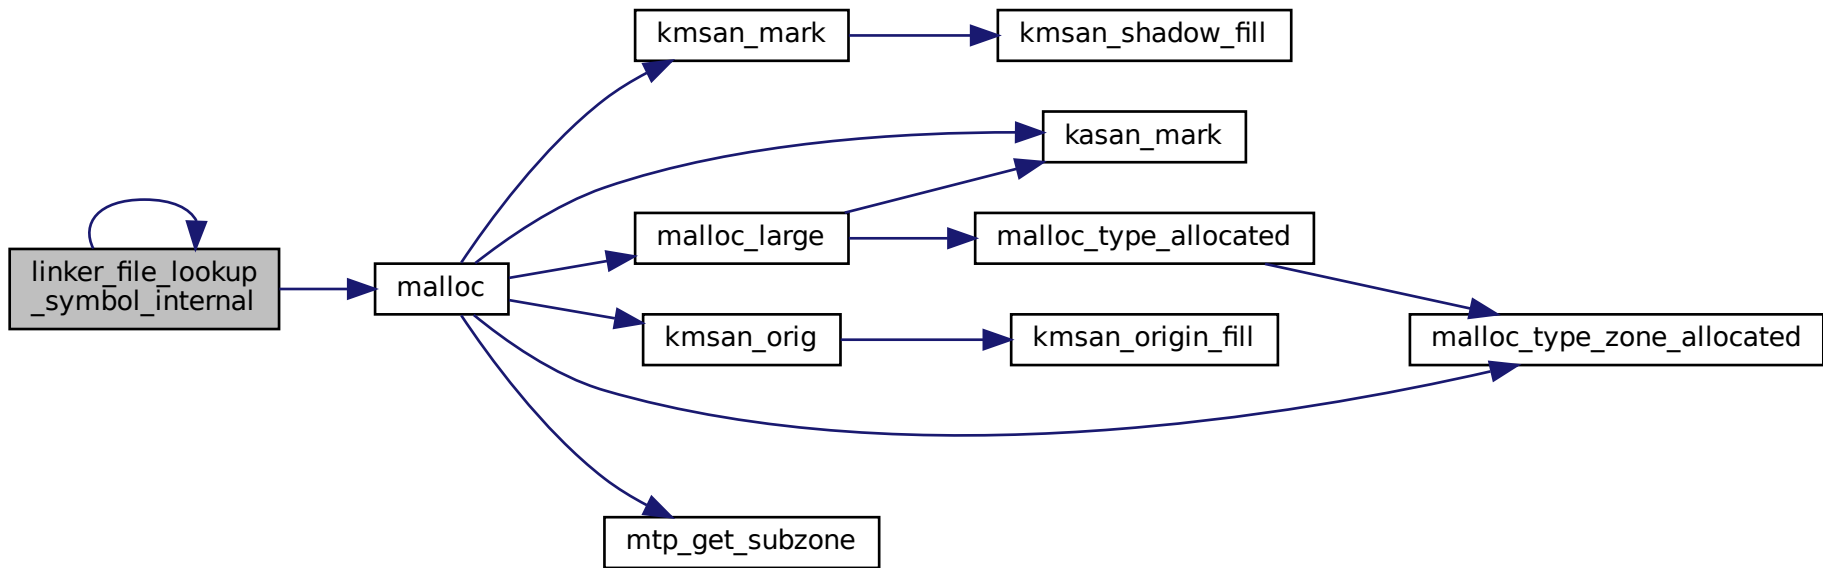 kmsan_mark
kmsan_shadow_fill
kasan_mark
linker_file_lookup
_symbol_internal
malloc
malloc_large
malloc_type_allocated
kmsan_orig
kmsan_origin_fill
malloc_type_zone_allocated
mtp_get_subzone